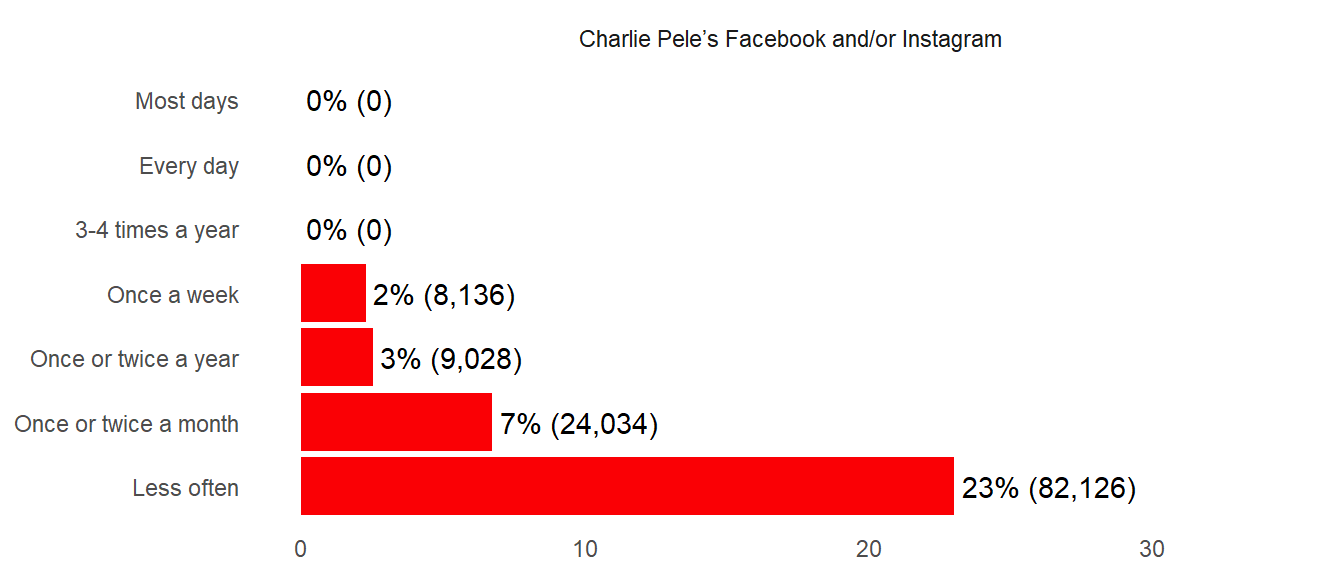 Charlie Pele’s Facebook and/or Instagram
Most days 0% (0)
Every day 0% (0)
3-4 times a year 0% (0)
Once a week 2% (8,136)
Once or twice a year 3% (9,028)
Once or twice a month 7% (24,034)
Less often 23% (82,126)
0 10 20 30